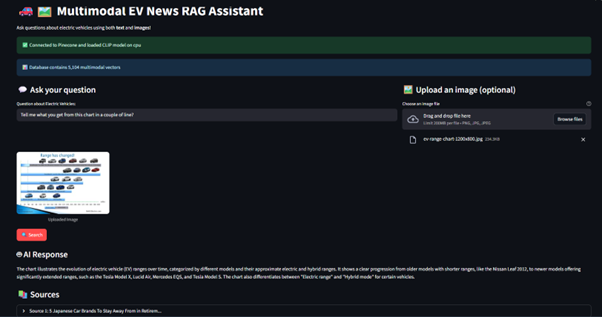 Multimodal EV News RAG Assistant
Ask questions about electric vehicles using both text and images!
Connected to Pinecone and loaded CLIP model on cpu
Database contains 5,204 multimodal vectors
Ask your question
Question about Electric Vehicles:
Tell me what you get from this chart in a couple of line?
Upload an image (optional)
Choose an image file
Drag and drop file here
Limit 200MB per file • PNG, JPG, JPEG
Browse files
ev-range-chart-1200x800.jpg
Range has changed
Uploaded Image
Search
AI Response
The chart illustrates the evolution of electric vehicle (EV) ranges over time, categorized by different models and their approximate electric and hybrid ranges. It shows a clear progression from older models with shorter ranges, like the Nissan Leaf 2012, to newer models offering
significantly extended ranges, such as the Tesla Model X, Lucid Air, Mercedes EQS, and Tesla Model S. The chart also differentiates between "Electric range" and "Hybrid mode" for certain vehicles.
Sources
Source 1: 5 Japanese Car Brands To Stay Away From in Retirem...